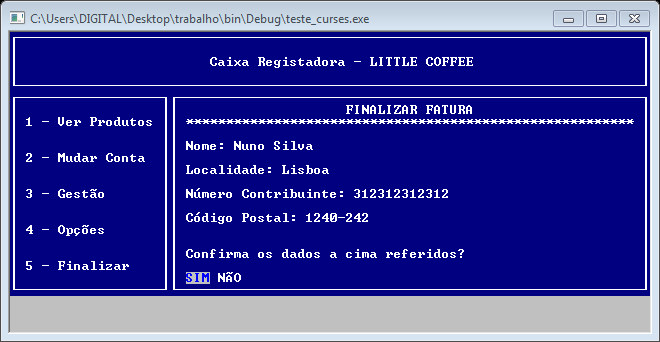 C:\Users\DIGITAL\Desktop\trabalho\bin\Debug\teste_curses.exe
Caixa Registadora - LITTLE COFFEE
1 - Ver Produtos
2 - Mudar Conta
3 - Gestão
4 - Opções
5 - Finalizar
FINALIZAR FATURA
********************************************************
Nome: Nuno Silva
Localidade: Lisboa
Número Contribuinte: 312312312312
Código Postal: 1240-242
Confirma os dados a cima referidos?
SIM NãO